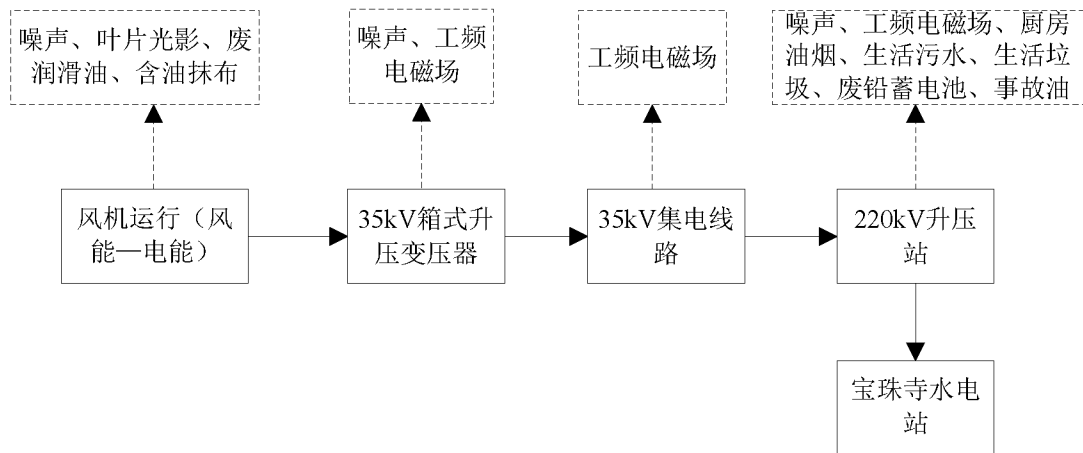 噪声、叶片光影、废
润滑油、含油抹布
噪声、工频
电磁场
工频电磁场
噪声、工频电磁场、厨房
油烟、生活污水、生活垃
圾、废铅蓄电池、事故油
风机运行（风
能—电能）
35kV箱式升
压变压器
35kV集电线
路
220kV升压
站
宝珠寺水电
站